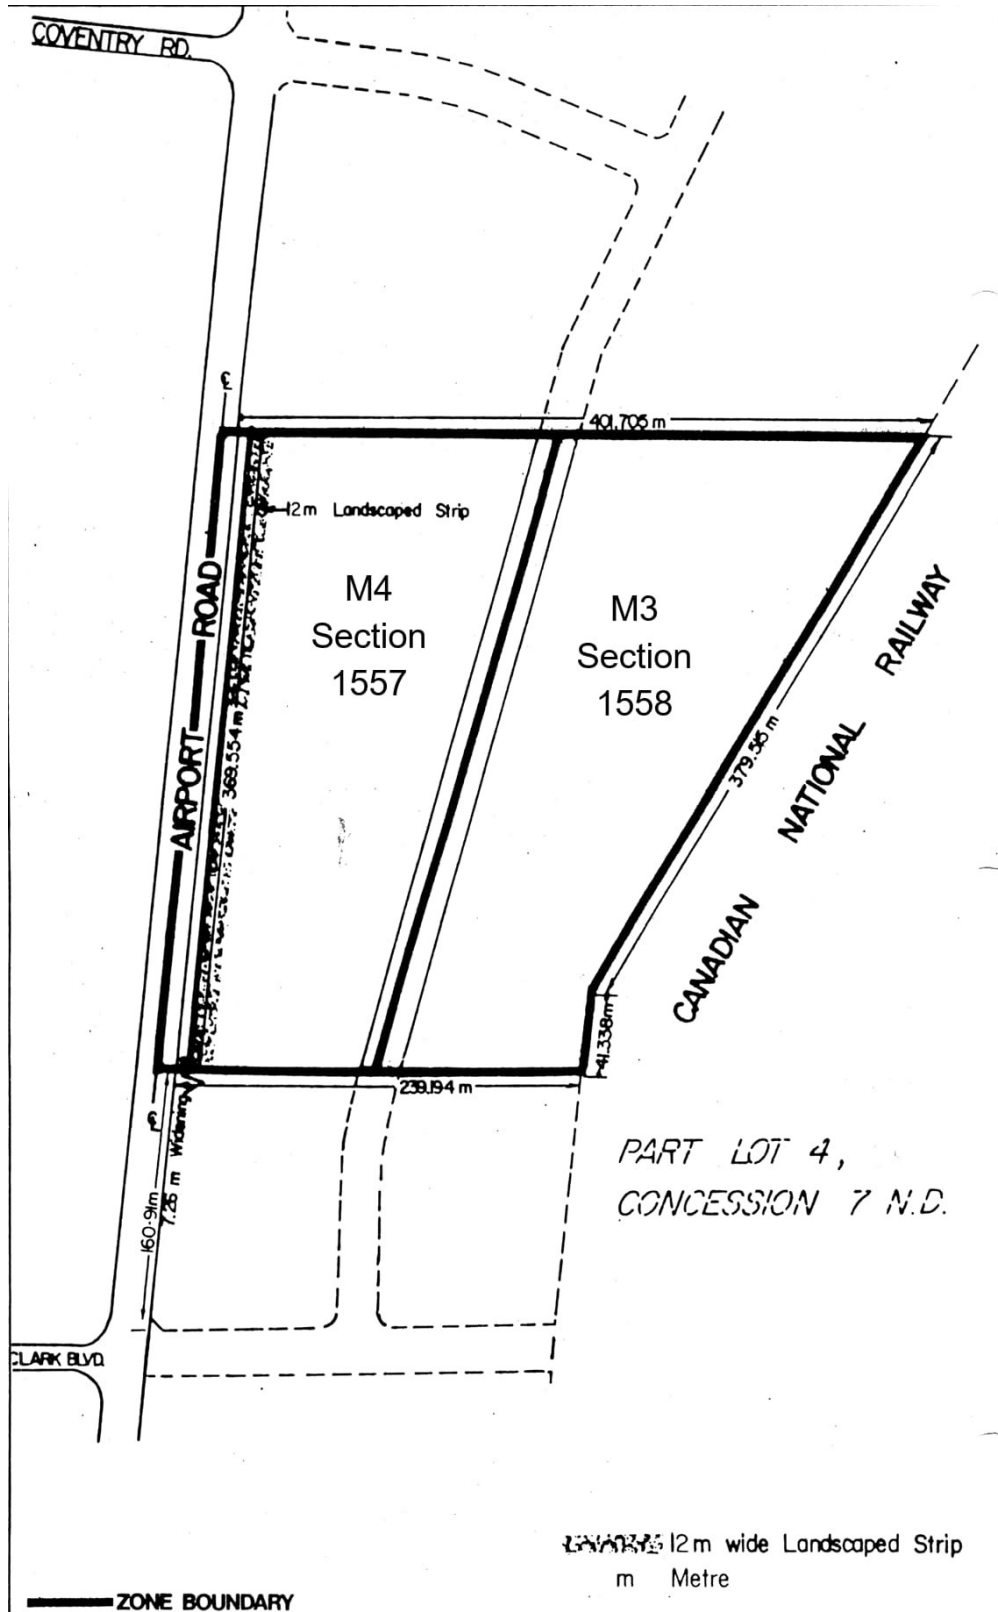 COVENTRY RD.
℄
401.705 m
12m Landscaped Strip
M4
Section
1557
M3
Section
1558
AIRPORT ROAD
369.554 m
379.515 m
CANADIAN NATIONAL RAILWAY
41.338m
239.194 m
℄
7.26 m Widening
160.91m
PART LOT 4,
CONCESSION 7 N.D.
CLARK BLVD.
12m wide Landscaped Strip
m Metre
ZONE BOUNDARY